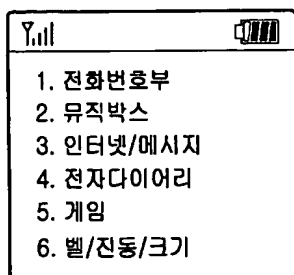 1. 전화번호부
2. 뮤직박스
3. 인터넷/메시지
4. 전자다이어리
5. 게임
6. 벨/진동/크기